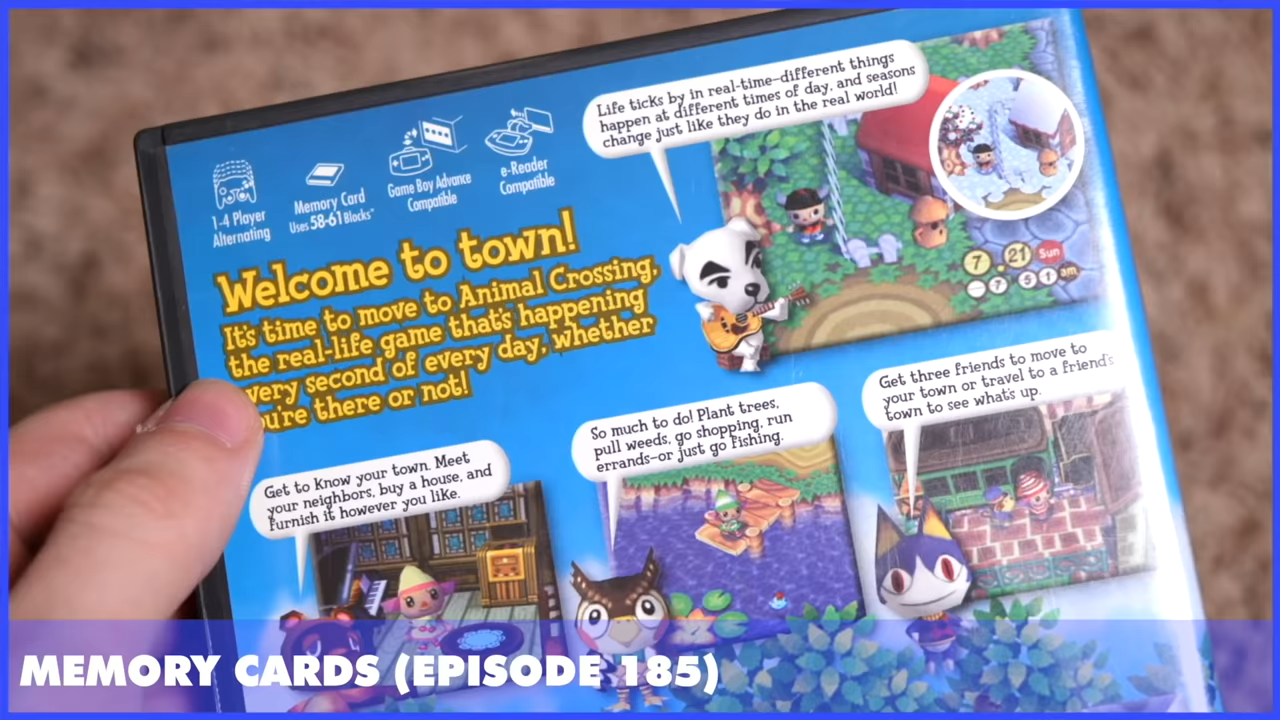 Life ticks by in real-time–different things
happen at different times of day, and seasons
change just like they do in the real world!
1-4 Player
Alternating
Memory Card
Uses 58-61 Blocks™
Game Boy Advance
Compatible
e-Reader
Compatible
Welcome to town!
It's time to move to Animal Crossing,
the real-life game that's happening
every second of every day, whether
you're there or not!
7 21 Sun
7 51 am
Get three friends to move to
your town or travel to a friend's
town to see what's up.
So much to do! Plant trees,
pull weeds, go shopping, run
errands–or just go fishing.
Get to know your town. Meet
your neighbors, buy a house, and
furnish it however you like.
MEMORY CARDS (EPISODE 185)